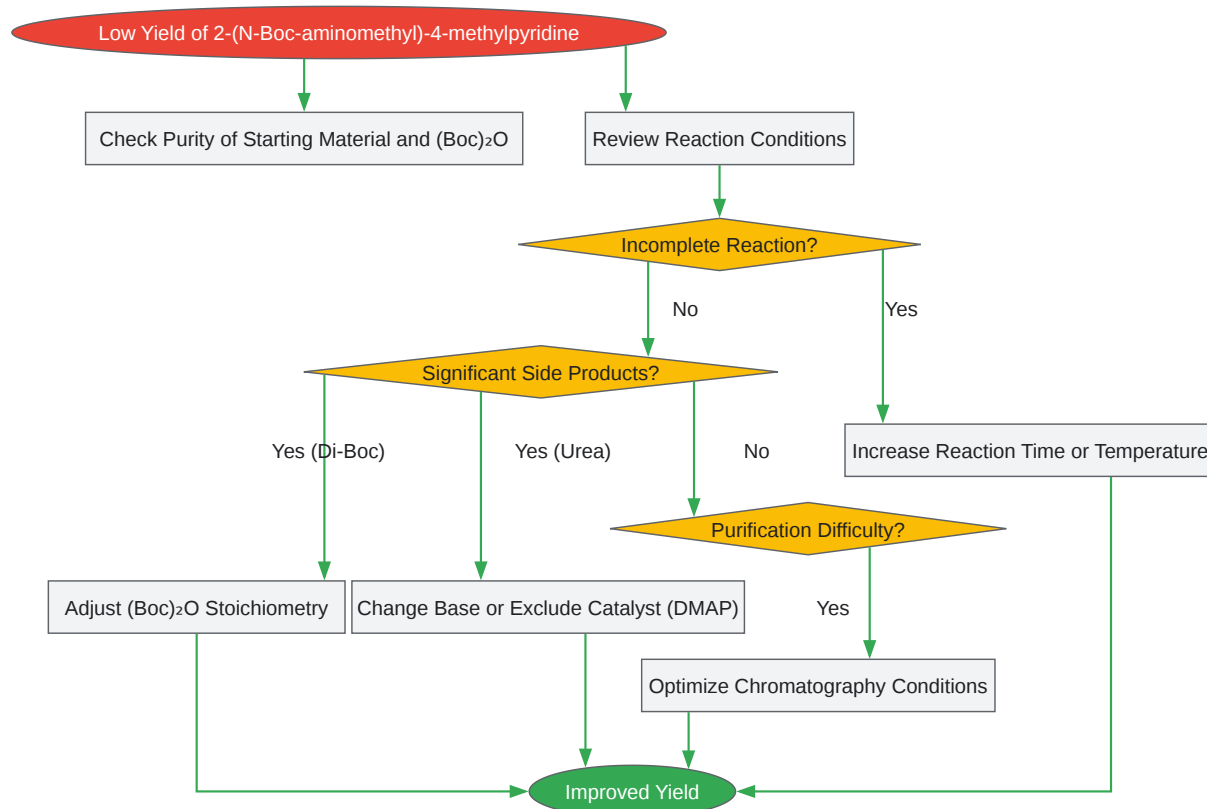 Low Yield of 2-(N-Boc-aminomethyl)-4-methylpyridine
Check Purity of Starting Material and (Boc)₂O
Review Reaction Conditions
Incomplete Reaction?
No
Yes
Significant Side Products?
Yes (Di-Boc)
Yes (Urea)
No
Increase Reaction Time or Temperature
Purification Difficulty?
Adjust (Boc)₂O Stoichiometry
Change Base or Exclude Catalyst (DMAP)
Yes
Optimize Chromatography Conditions
Improved Yield